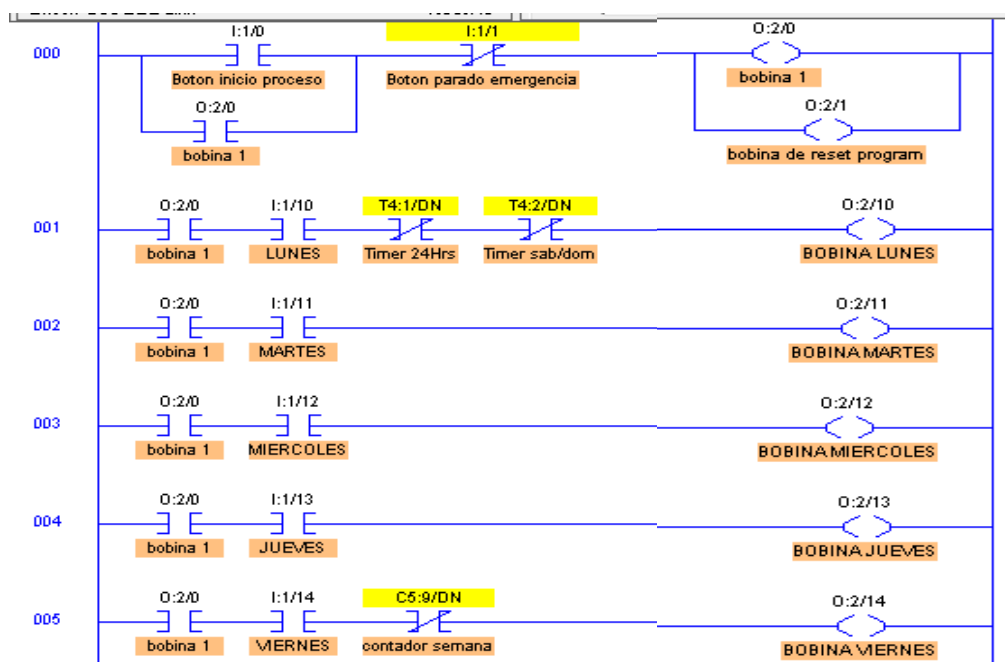 I:1/0 I:1/1 O:2/0
000
Boton inicio proceso Boton parado emergencia bobina 1
O:2/0 O:2/1
bobina 1 bobina de reset program
O:2/0 I:1/10 T4:1/DN T4:2/DN O:2/10
001
bobina 1 LUNES Timer 24Hrs Timer sab/dom BOBINA LUNES
O:2/0 I:1/11 O:2/11
002
bobina 1 MARTES BOBINA MARTES
O:2/0 I:1/12 O:2/12
003
bobina 1 MIERCOLES BOBINA MIERCOLES
O:2/0 I:1/13 O:2/13
004
bobina 1 JUEVES BOBINA JUEVES
O:2/0 I:1/14 C5:9/DN O:2/14
005
bobina 1 VIERNES contador semana BOBINA VIERNES